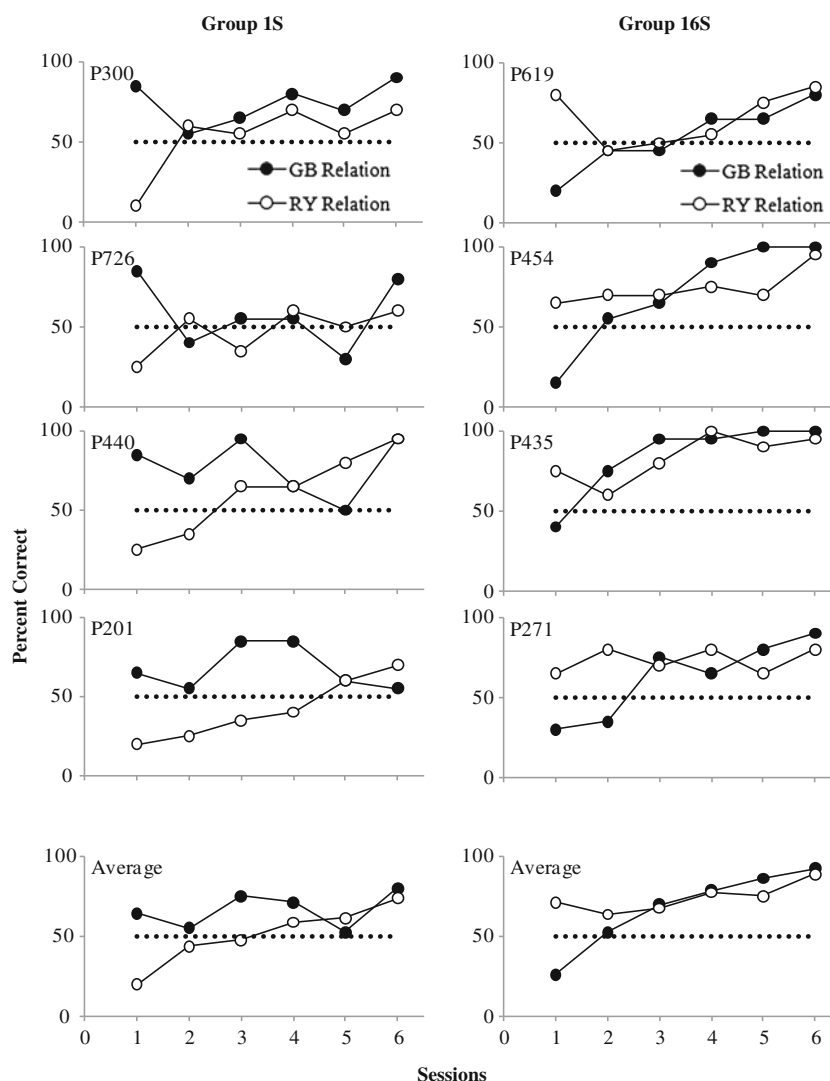 Group 1S
Group 16S
100
P300
50
GB Relation
RY Relation
0
100
P619
50
GB Relation
RY Relation
0
100
P726
50
0
100
P454
50
0
100
P440
50
0
100
P435
50
0
100
P201
50
0
100
P271
50
0
100
Average
50
0
0 1 2 3 4 5 6
100
Average
50
0
0 1 2 3 4 5 6
Percent Correct
Sessions